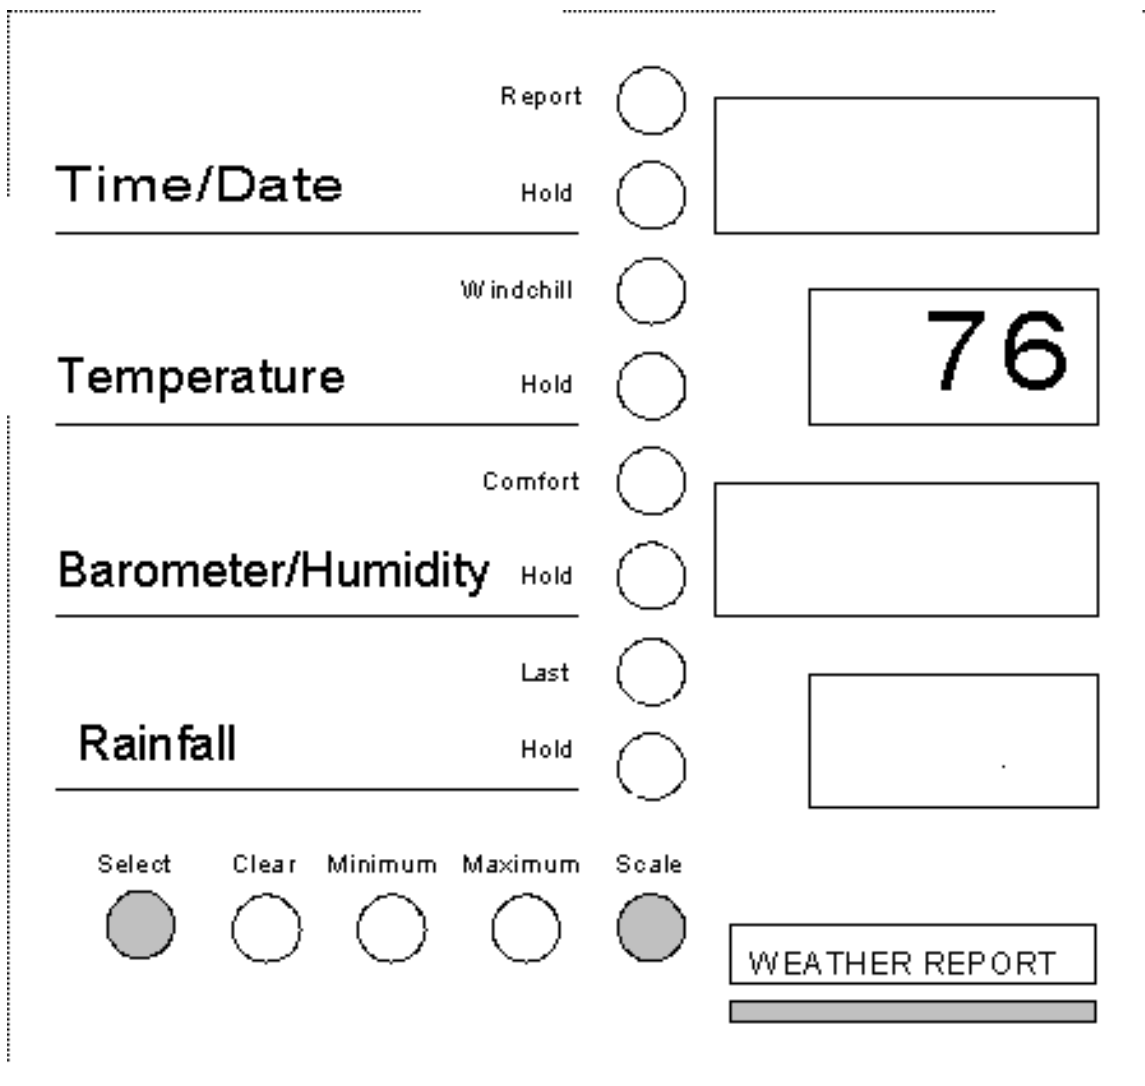 Report
Time/Date Hold
Windchill
76
Temperature Hold
Comfort
Barometer/Humidity Hold
Last
Rainfall Hold
Select Clear Minimum Maximum Scale
WEATHER REPORT